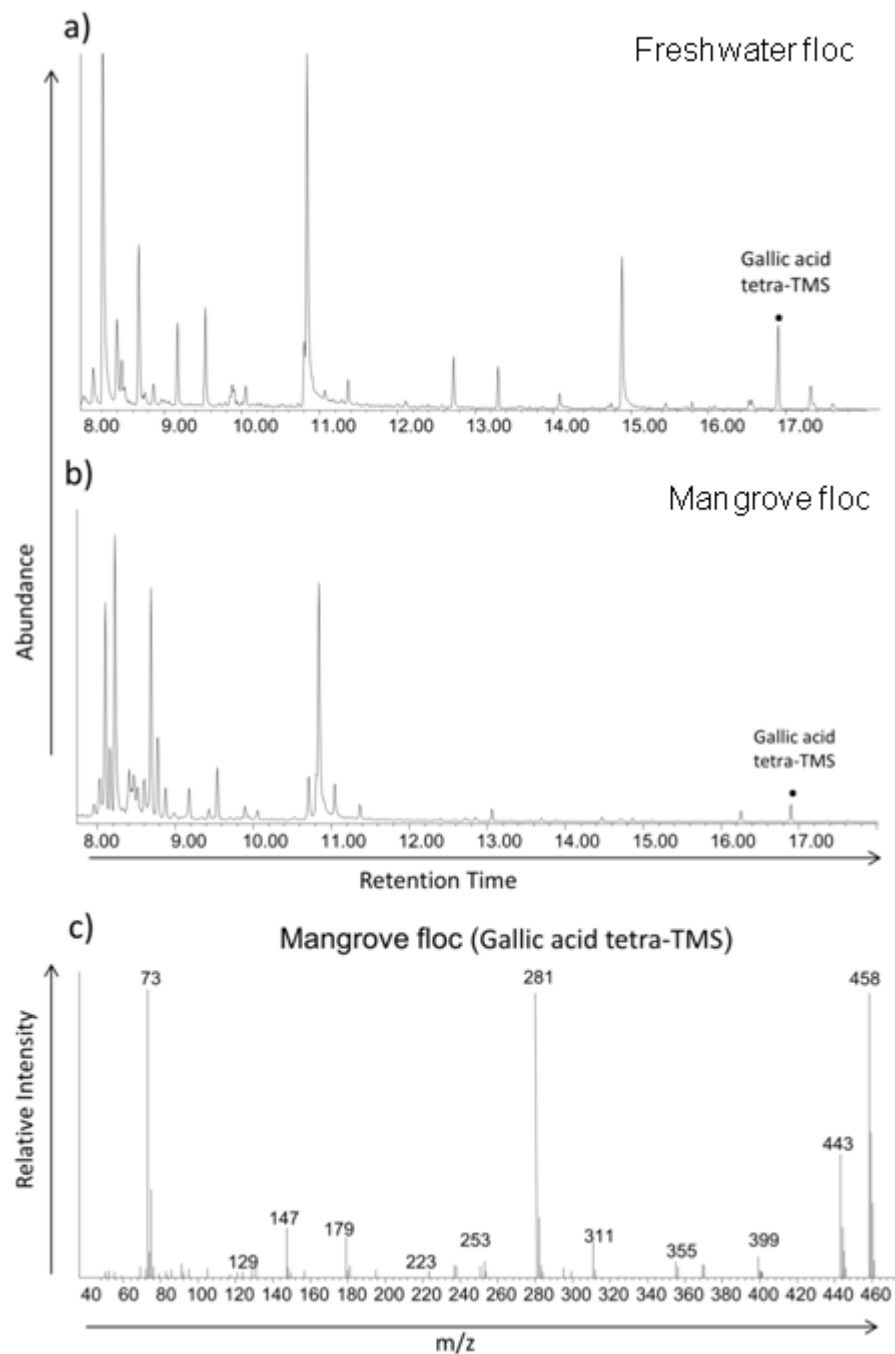 a)
Freshwater floc
Gallic acid
tetra-TMS
8.00 9.00 10.00 11.00 12.00 13.00 14.00 15.00 16.00 17.00
b)
Mangrove floc
Abundance
Gallic acid
tetra-TMS
8.00 9.00 10.00 11.00 12.00 13.00 14.00 15.00 16.00 17.00
Retention Time
c)
Mangrove floc (Gallic acid tetra-TMS)
73 281 458
443
Relative Intensity
147 179 253 311 399
129 223 355
40 60 80 100 120 140 160 180 200 220 240 260 280 300 320 340 360 380 400 420 440 460
m/z